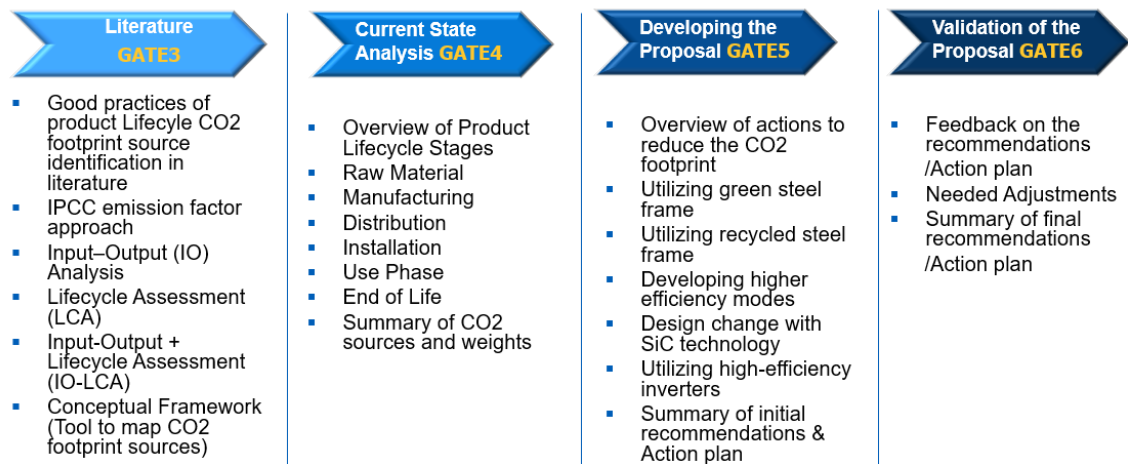 Literature
GATE3
▪ Good practices of
product Lifecyle CO2
footprint source
identification in
literature
▪ IPCC emission factor
approach
▪ Input–Output (IO)
Analysis
▪ Lifecycle Assessment
(LCA)
▪ Input-Output +
Lifecycle Assessment
(IO-LCA)
▪ Conceptual Framework
(Tool to map CO2
footprint sources)
Current State
Analysis GATE4
▪ Overview of Product
Lifecycle Stages
▪ Raw Material
▪ Manufacturing
▪ Distribution
▪ Installation
▪ Use Phase
▪ End of Life
▪ Summary of CO2
sources and weights
Developing the
Proposal GATE5
▪ Overview of actions to
reduce the CO2
footprint
▪ Utilizing green steel
frame
▪ Utilizing recycled steel
frame
▪ Developing higher
efficiency modes
▪ Design change with
SiC technology
▪ Utilizing high-efficiency
inverters
▪ Summary of initial
recommendations &
Action plan
Validation of the
Proposal GATE6
▪ Feedback on the
recommendations
/Action plan
▪ Needed Adjustments
▪ Summary of final
recommendations
/Action plan